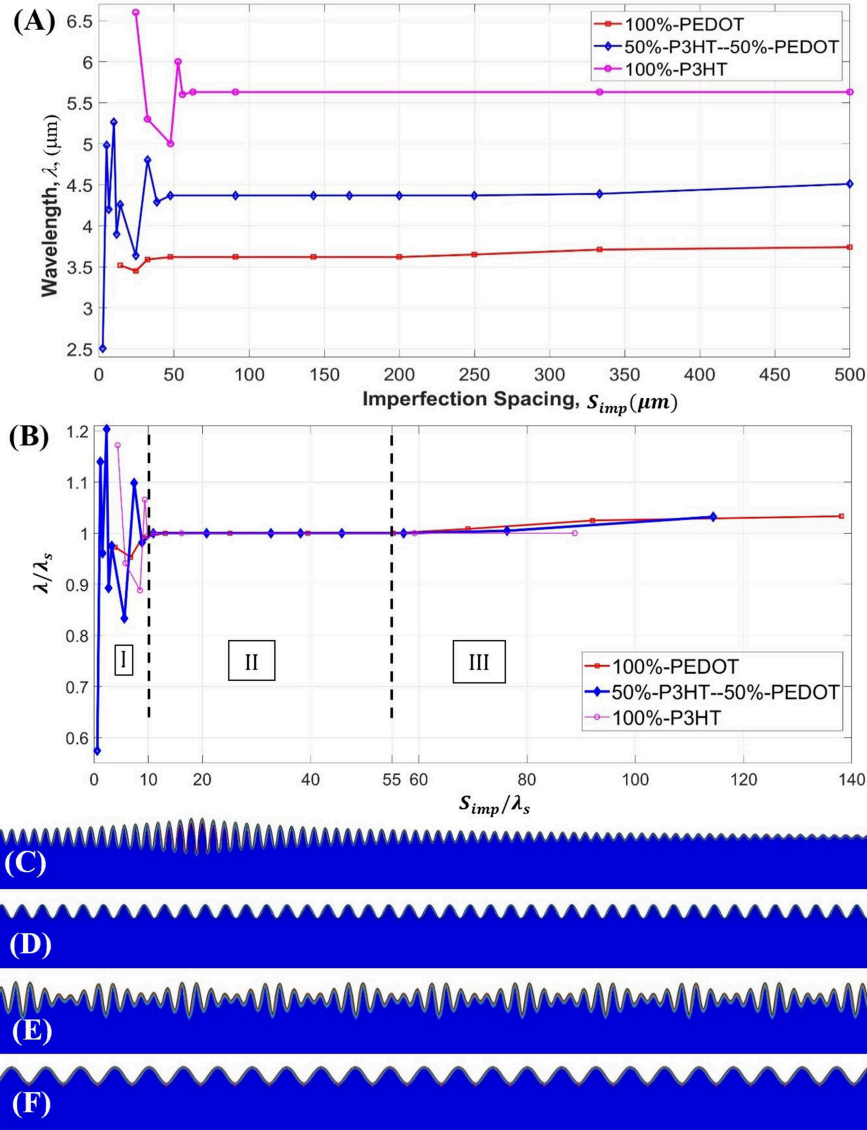 (A)
6.5
6
5.5
5
4.5
4
3.5
3
2.5
Wavelength, λ, (μm)
100%-PEDOT
50%-P3HT--50%-PEDOT
100%-P3HT
0 50 100 150 200 250 300 350 400 450 500
Imperfection Spacing, S_imp(μm)
(B)
1.2
1.1
1
0.9
0.8
0.7
0.6
λ/λ_s
I II III
100%-PEDOT
50%-P3HT--50%-PEDOT
100%-P3HT
0 10 20 40 55 60 80 100 120 140
S_imp/λ_s
(C)
(D)
(E)
(F)